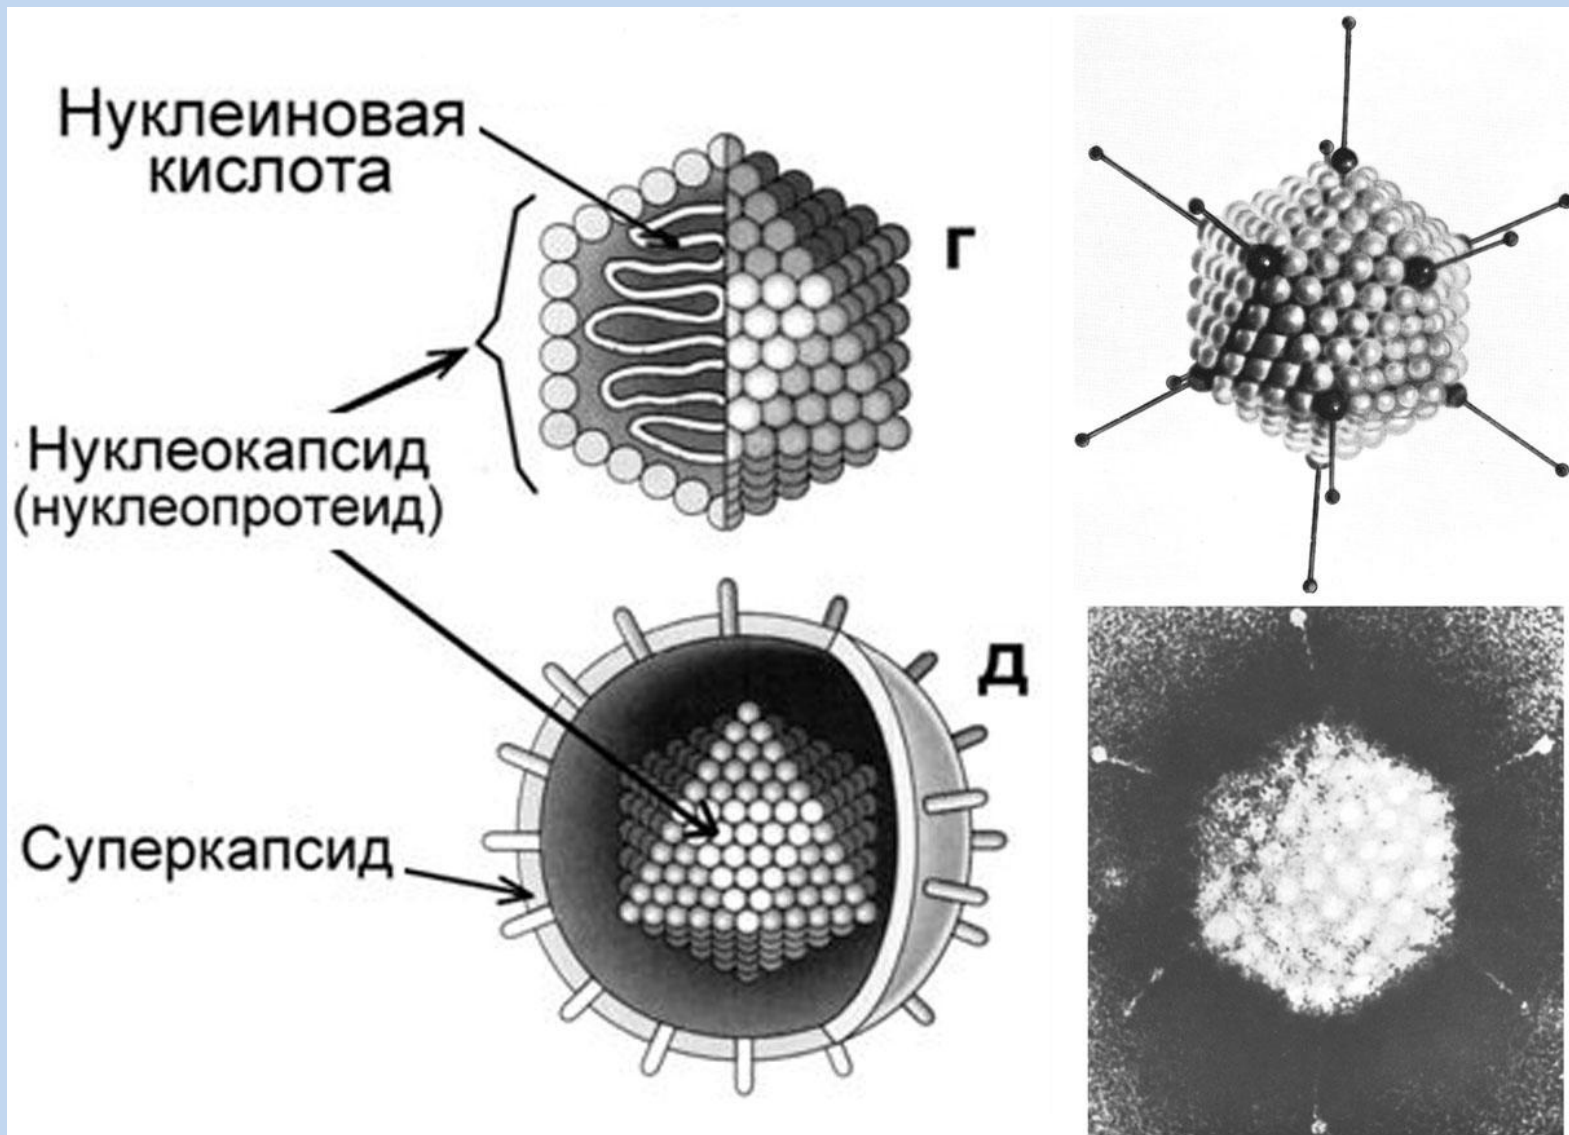 Нуклеиновая
кислота
г
Нуклеокапсид
(нуклеопротеид)
д
Суперкапсид